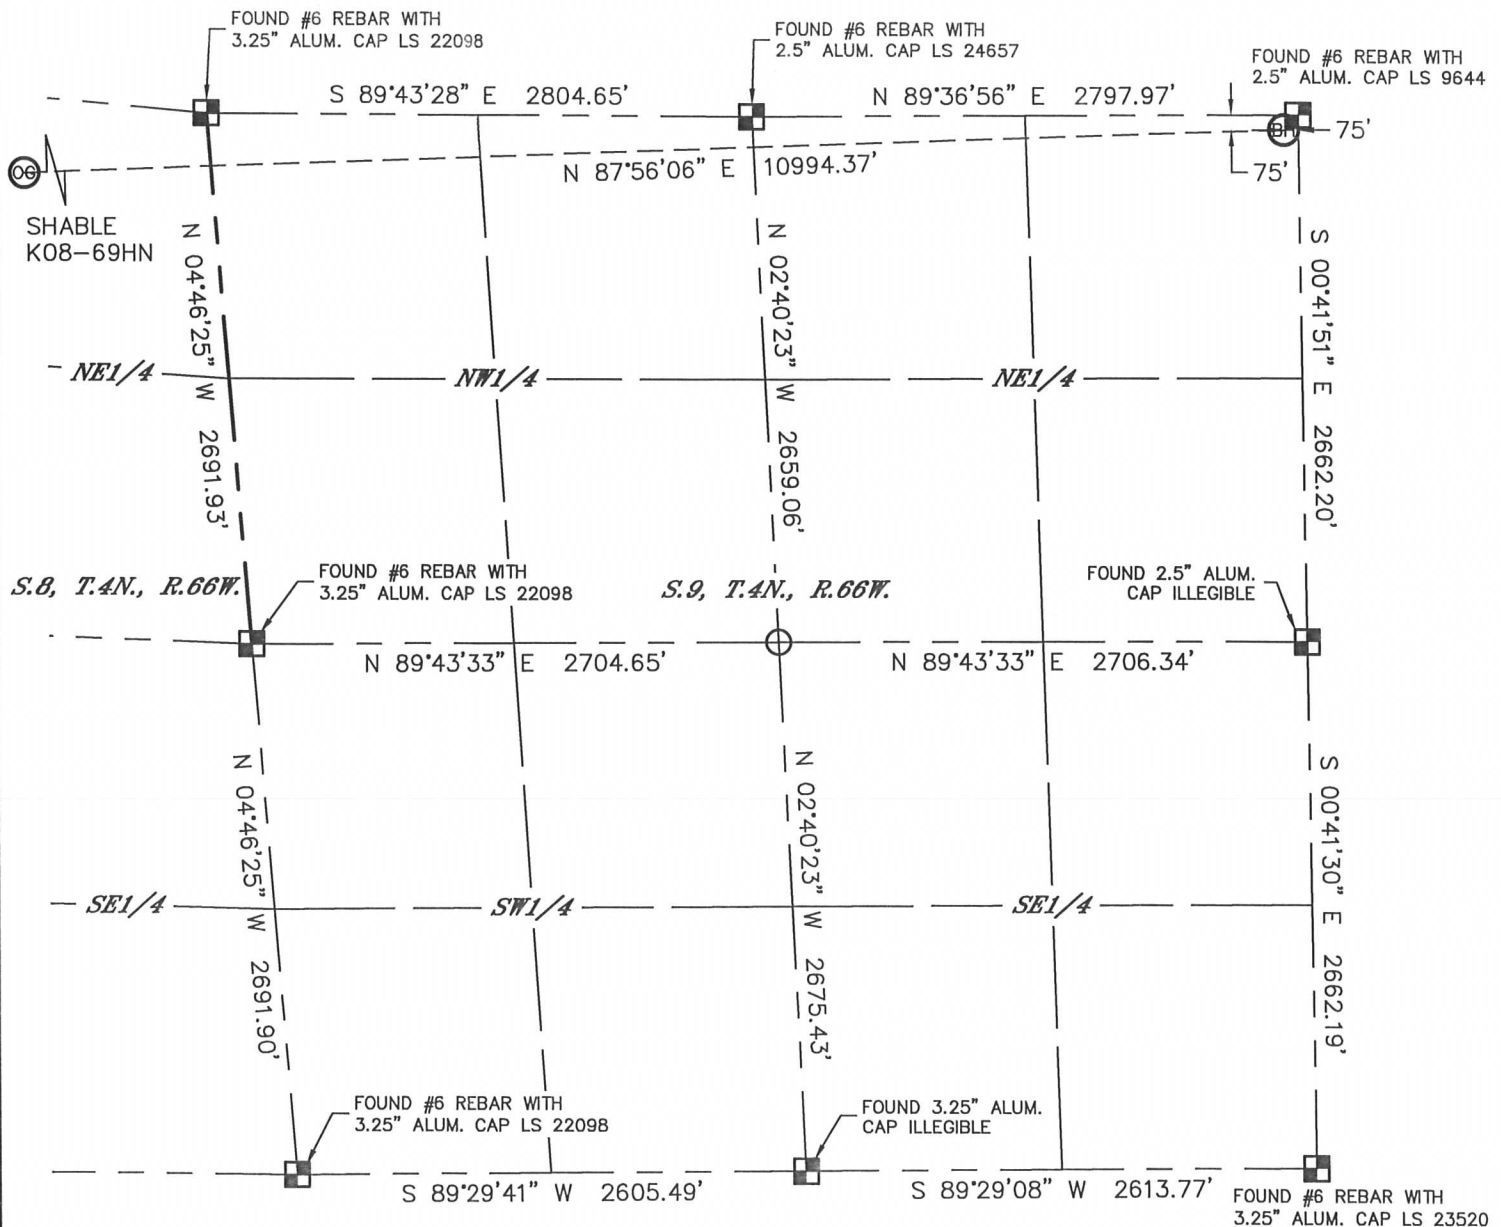 FOUND #6 REBAR WITH
3.25" ALUM. CAP LS 22098
FOUND #6 REBAR WITH
2.5" ALUM. CAP LS 24657
FOUND #6 REBAR WITH
2.5" ALUM. CAP LS 9644
S 89°43'28" E 2804.65'
N 89°36'56" E 2797.97'
BH
75'
75'
N 87°56'06" E 10994.37'
OG
SHABLE
K08-69HN
N 04°46'25" W 2691.93'
N 02°40'23" W 2659.06'
S 00°41'51" E 2662.20'
NE1/4
NW1/4
NE1/4
S.8, T.4N., R.66W.
FOUND #6 REBAR WITH
3.25" ALUM. CAP LS 22098
S.9, T.4N., R.66W.
FOUND 2.5" ALUM.
CAP ILLEGIBLE
N 89°43'33" E 2704.65'
N 89°43'33" E 2706.34'
N 04°46'25" W 2691.90'
N 02°40'23" W 2675.43'
S 00°41'30" E 2662.19'
SE1/4
SW1/4
SE1/4
FOUND #6 REBAR WITH
3.25" ALUM. CAP LS 22098
FOUND 3.25" ALUM.
CAP ILLEGIBLE
S 89°29'41" W 2605.49'
S 89°29'08" W 2613.77'
FOUND #6 REBAR WITH
3.25" ALUM. CAP LS 23520